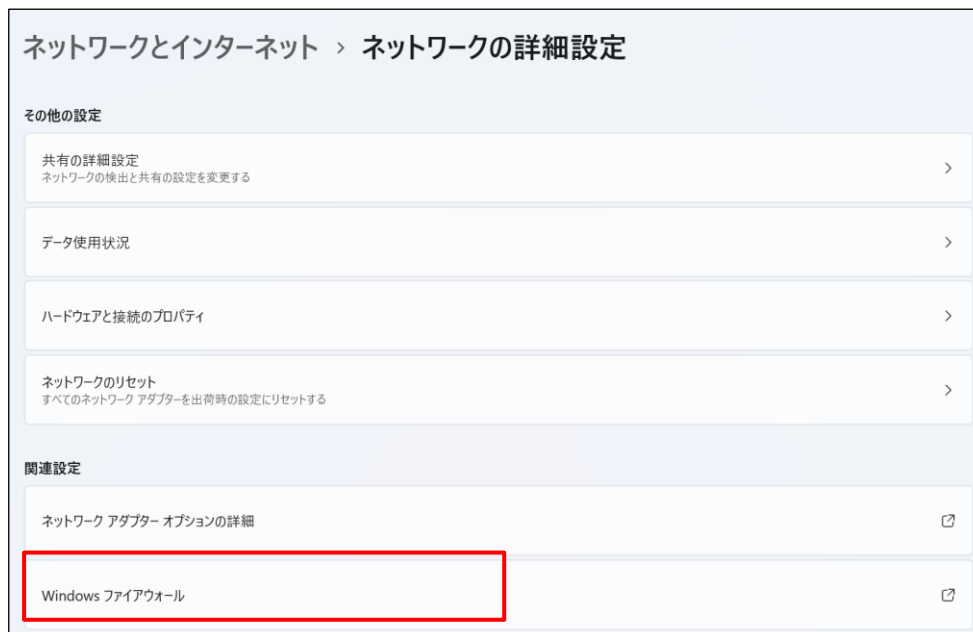 ネットワークとインターネット › ネットワークの詳細設定
その他の設定
共有の詳細設定
ネットワークの検出と共有の設定を変更する
データ使用状況
ハードウェアと接続のプロパティ
ネットワークのリセット
すべてのネットワーク アダプターを出荷時の設定にリセットする
関連設定
ネットワーク アダプター オプションの詳細
Windows ファイアウォール